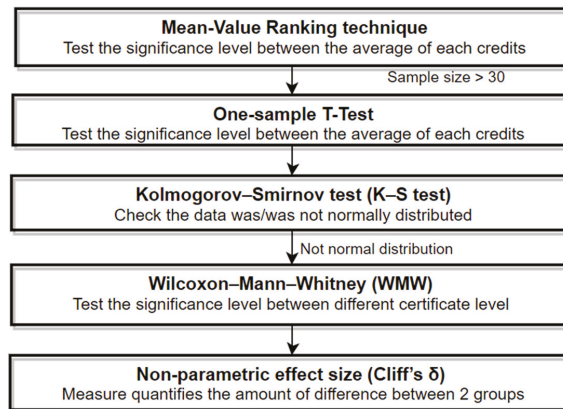 Mean-Value Ranking technique
Test the significance level between the average of each credits
Sample size > 30
One-sample T-Test
Test the significance level between the average of each credits
Kolmogorov–Smirnov test (K–S test)
Check the data was/was not normally distributed
Not normal distribution
Wilcoxon–Mann–Whitney (WMW)
Test the significance level between different certificate level
Non-parametric effect size (Cliff's δ)
Measure quantifies the amount of difference between 2 groups